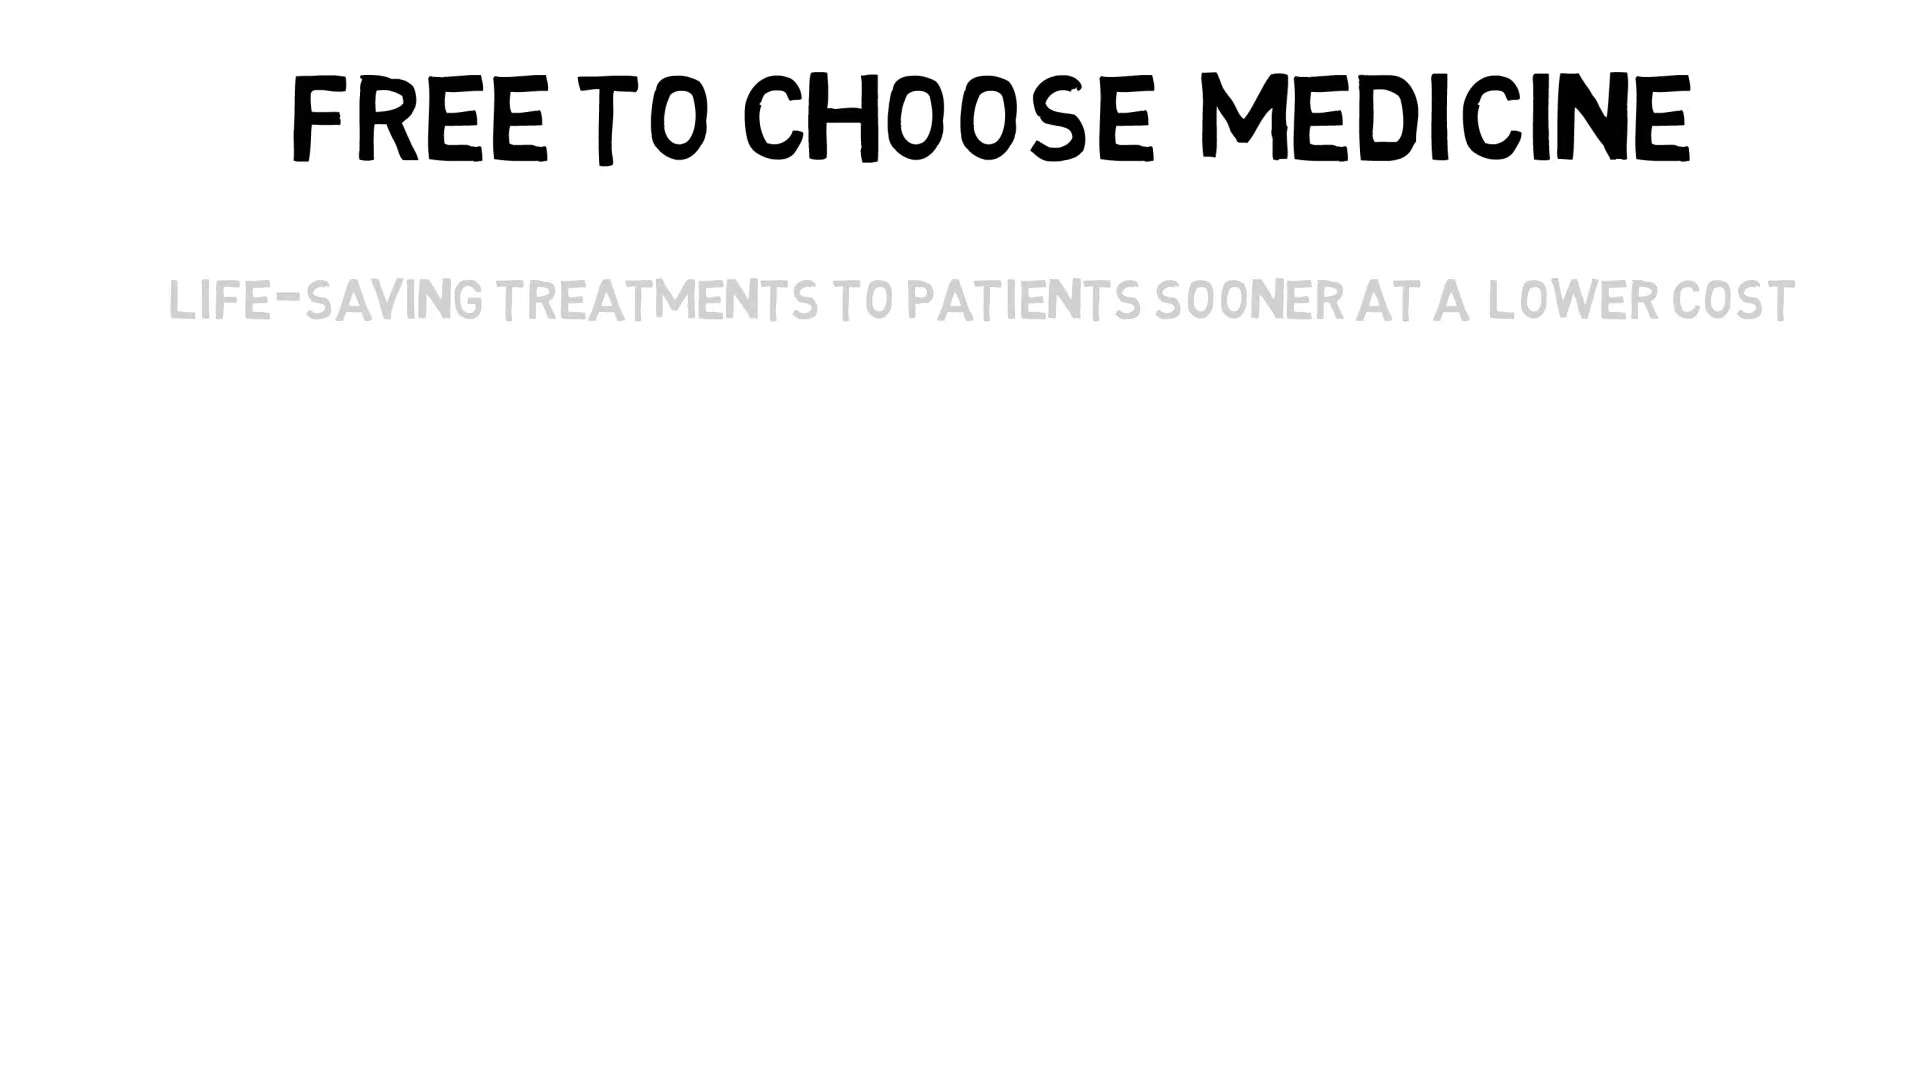 FREE TO CHOOSE MEDICINE
LIFE-SAVING TREATMENTS TO PATIENTS SOONER AT A LOWER COST